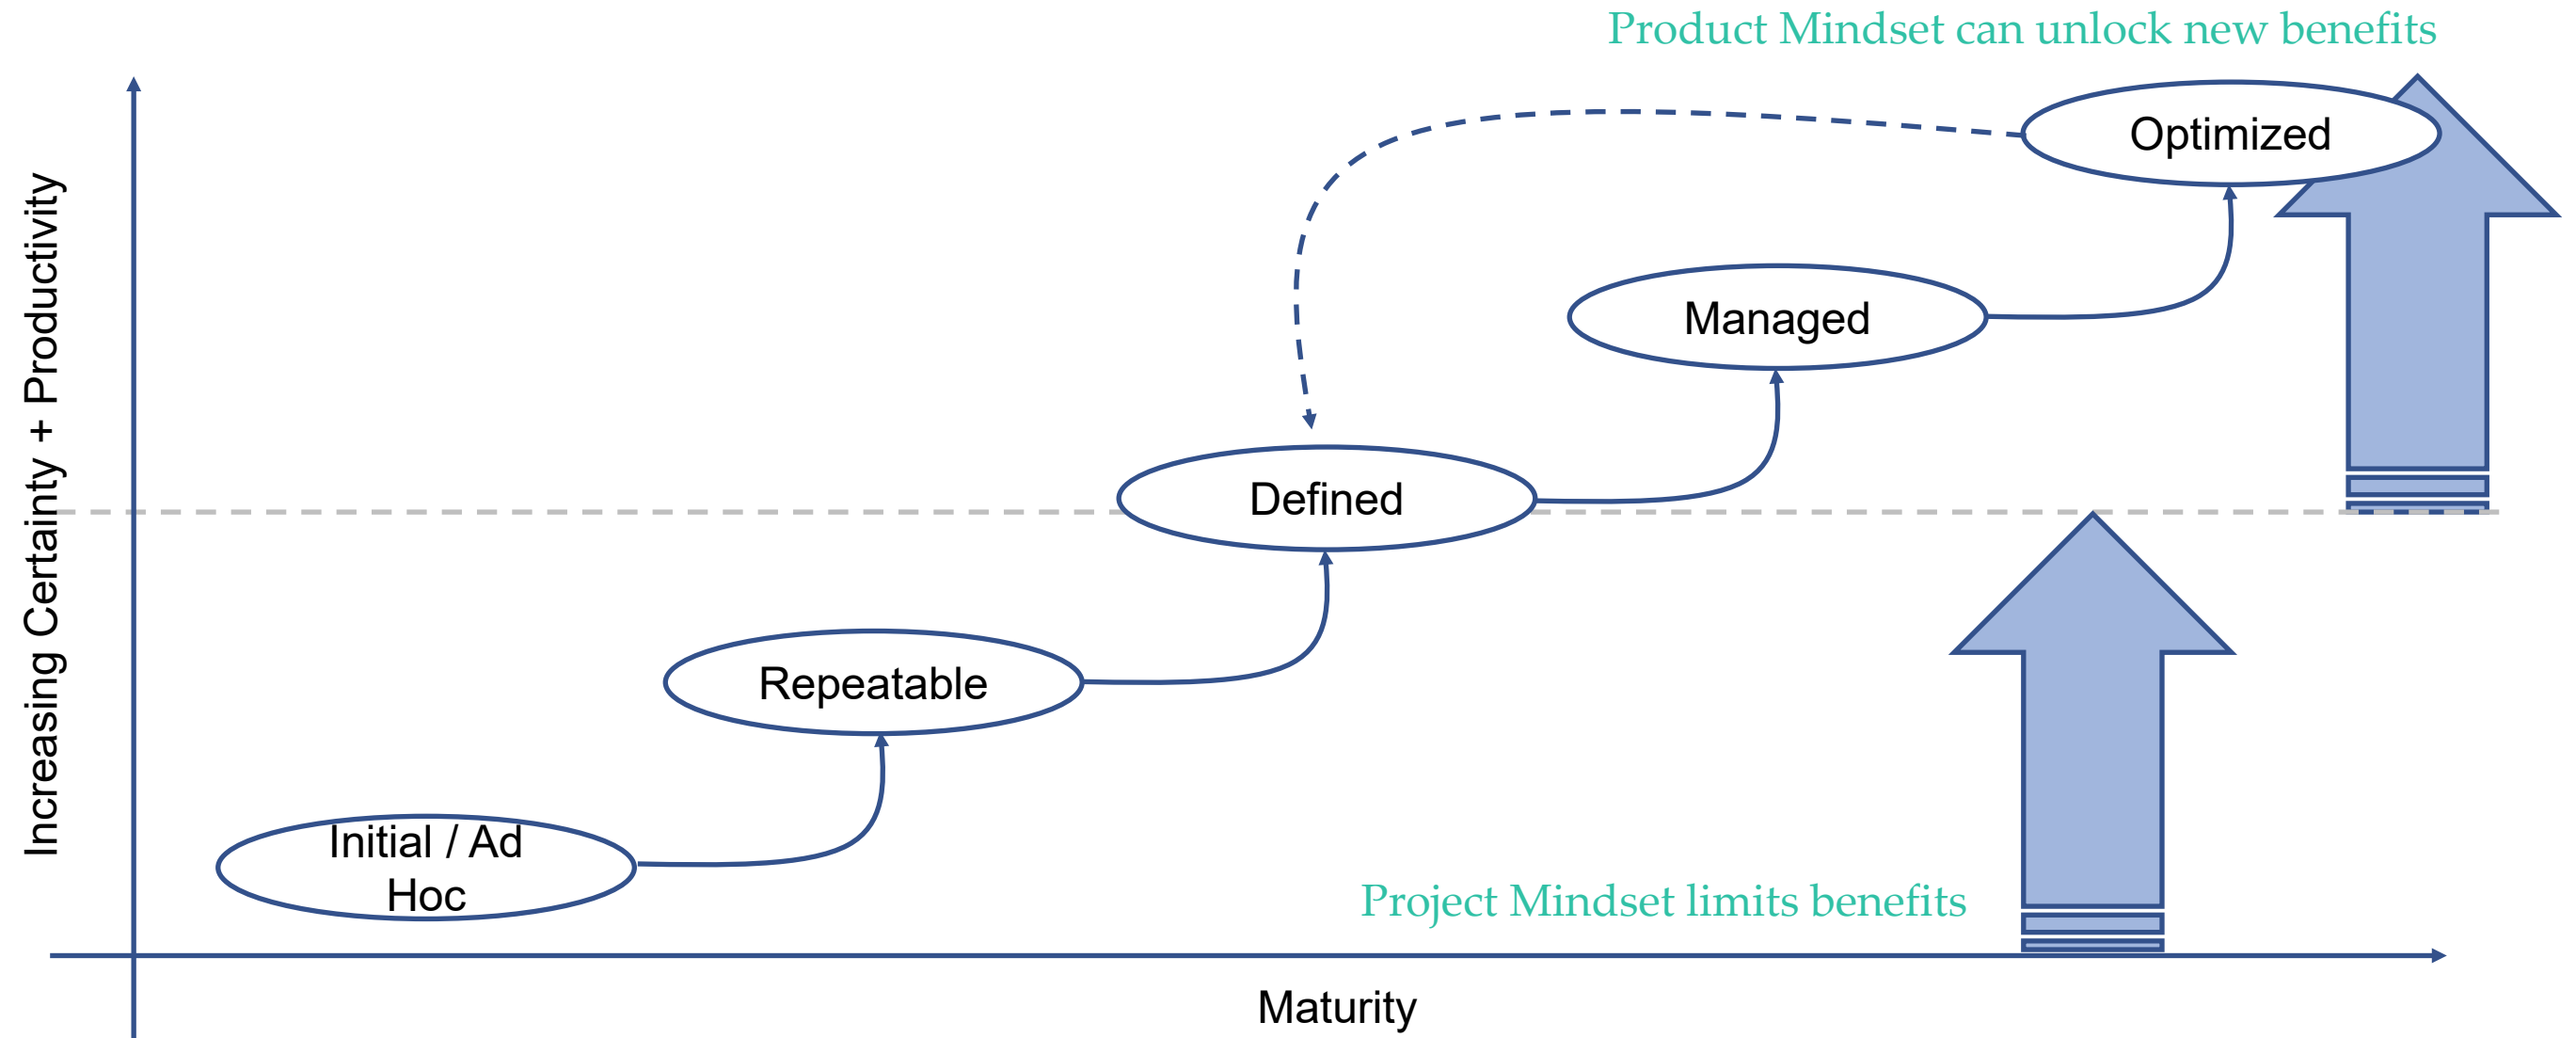 Product Mindset can unlock new benefits
Optimized
Managed
Increasing Certainty + Productivity
Defined
Repeatable
Initial / Ad
Hoc
Project Mindset limits benefits
Maturity